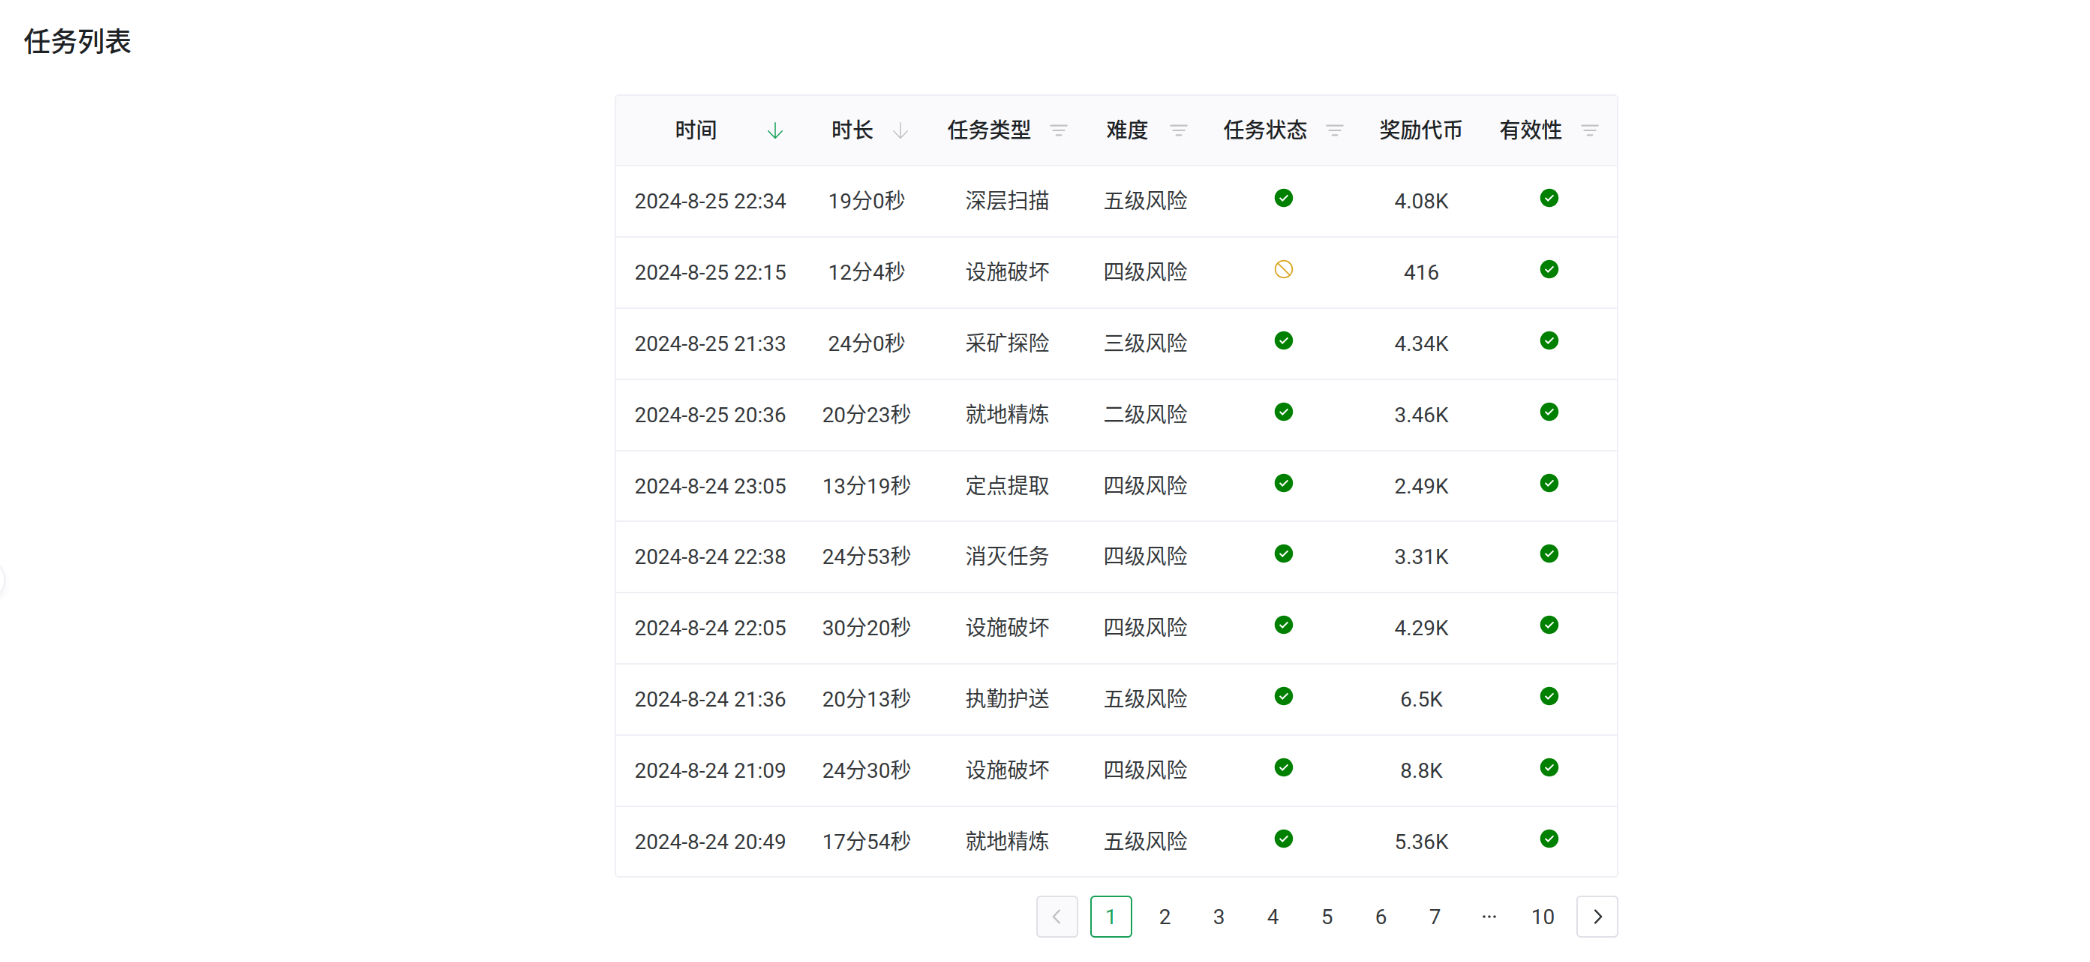 任务列表
时间 时长 任务类型 难度 任务状态 奖励代币 有效性
2024-8-25 22:34 19分0秒 深层扫描 五级风险 4.08K
2024-8-25 22:15 12分4秒 设施破坏 四级风险 416
2024-8-25 21:33 24分0秒 采矿探险 三级风险 4.34K
2024-8-25 20:36 20分23秒 就地精炼 二级风险 3.46K
2024-8-24 23:05 13分19秒 定点提取 四级风险 2.49K
2024-8-24 22:38 24分53秒 消灭任务 四级风险 3.31K
2024-8-24 22:05 30分20秒 设施破坏 四级风险 4.29K
2024-8-24 21:36 20分13秒 执勤护送 五级风险 6.5K
2024-8-24 21:09 24分30秒 设施破坏 四级风险 8.8K
2024-8-24 20:49 17分54秒 就地精炼 五级风险 5.36K
1 2 3 4 5 6 7 ··· 10